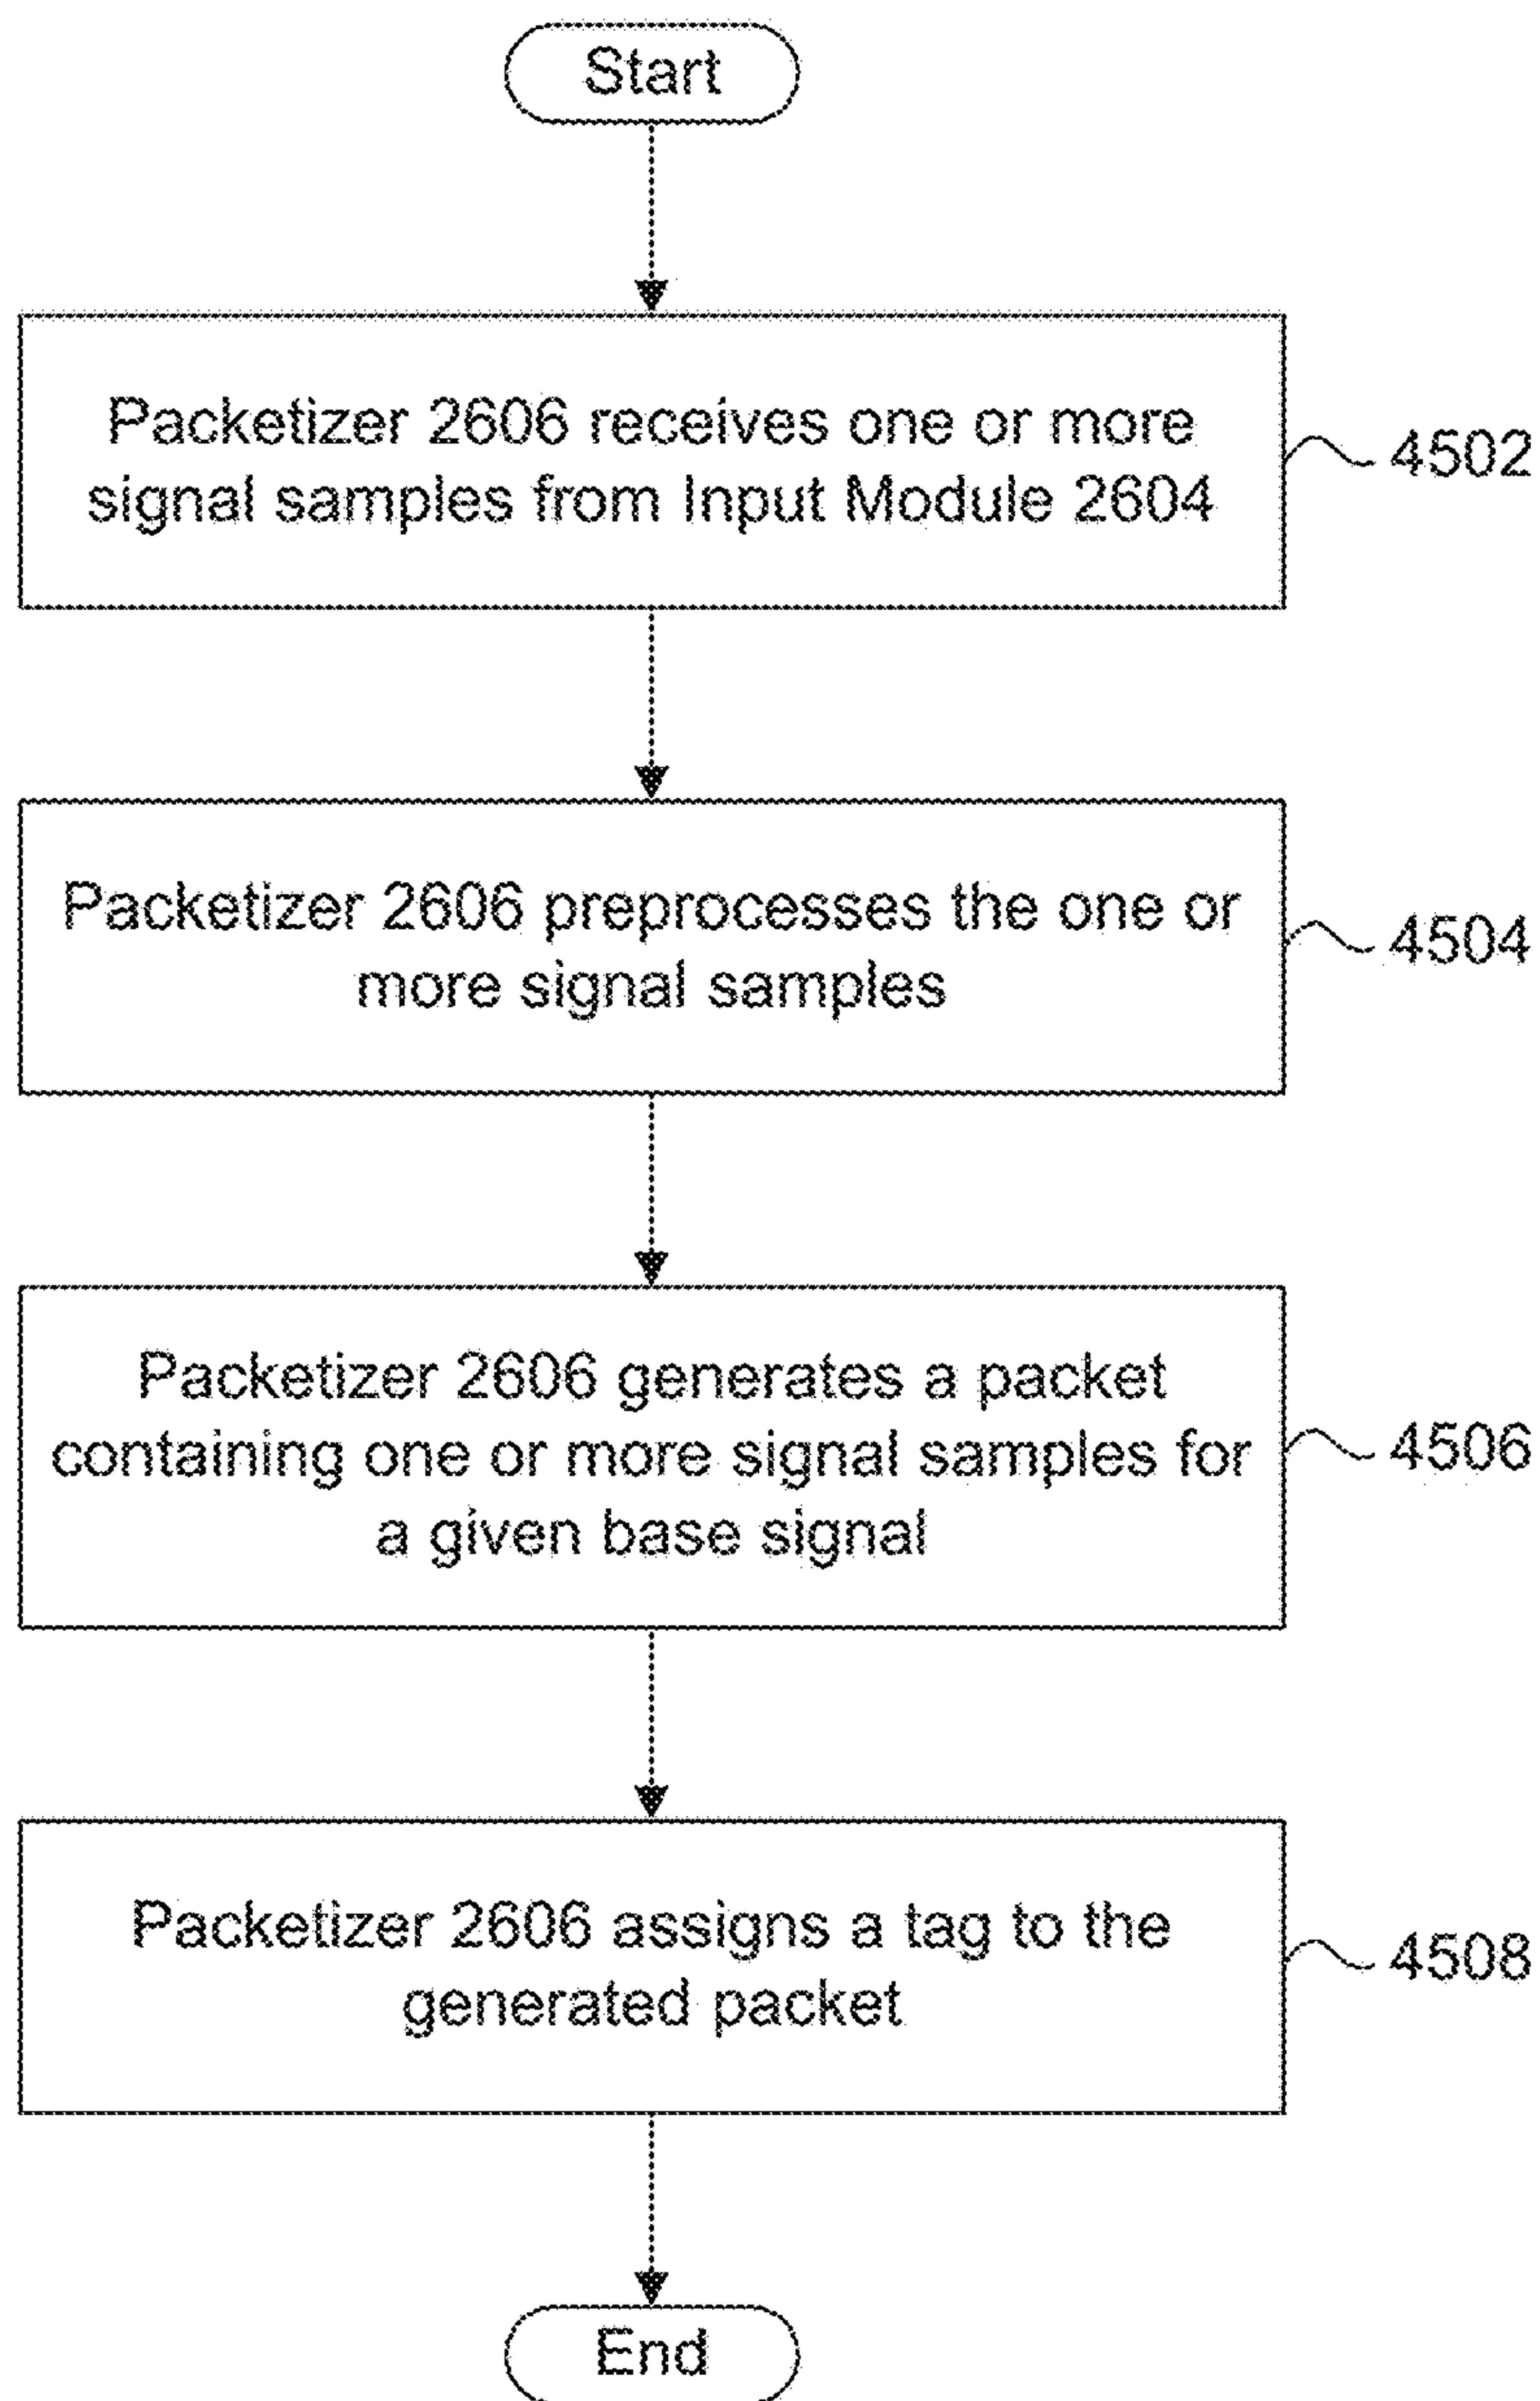 Start
Packetizer 2606 receives one or more
signal samples from Input Module 2604
4502
Packetizer 2606 preprocesses the one or
more signal samples
4504
Packetizer 2606 generates a packet
containing one or more signal samples for
a given base signal
4506
Packetizer 2606 assigns a tag to the
generated packet
4508
End